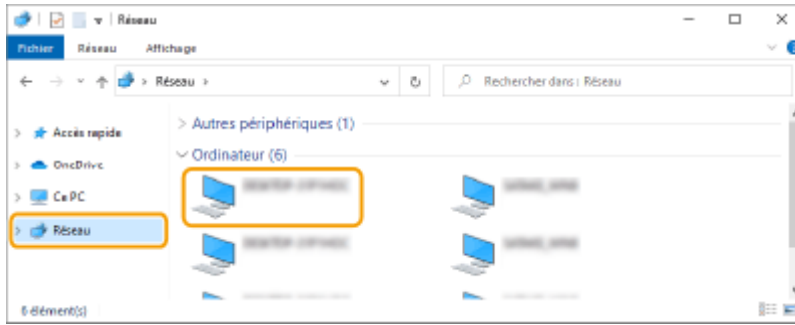 Réseau
Fichier Réseau Affichage
Réseau
Rechercher dans : Réseau
Accès rapide
OneDrive
Ce PC
Réseau
Autres périphériques (1)
Ordinateur (6)
6 élément(s)